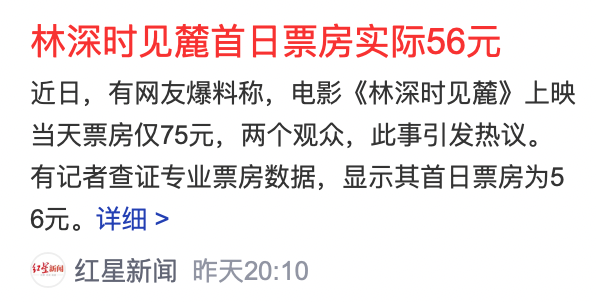 林深时见麓首日票房实际56元
近日，有网友爆料称，电影《林深时见麓》上映
当天票房仅75元，两个观众，此事引发热议。
有记者查证专业票房数据，显示其首日票房为5
6元。详细 >
红星新闻 红星新闻 昨天20:10